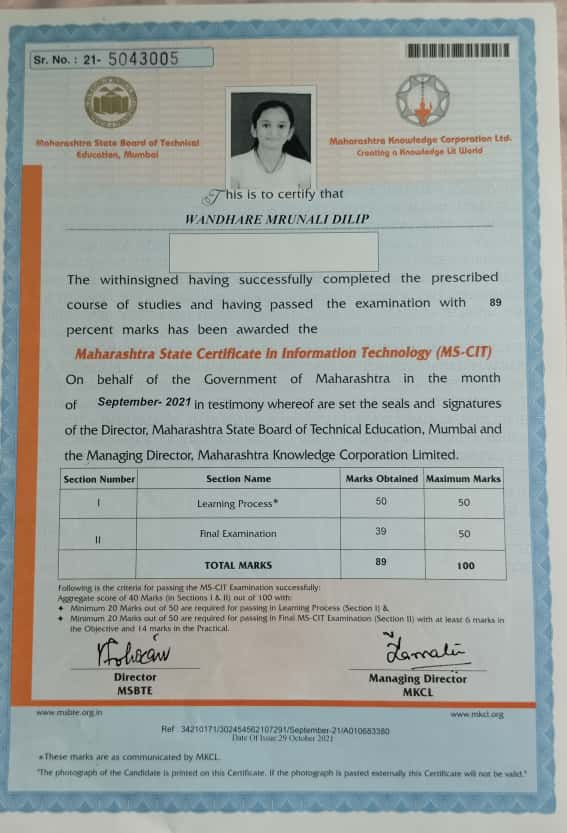 Sr. No. : 21- 5043005
Maharashtra State Board of Technical
Education, Mumbai
Maharashtra Knowledge Corporation Ltd.
Creating a Knowledge Lit World
This is to certify that
WANDHARE MRUNALI DILIP
The withinsigned having successfully completed the prescribed
course of studies and having passed the examination with 89
percent marks has been awarded the
Maharashtra State Certificate in Information Technology (MS-CIT)
On behalf of the Government of Maharashtra in the month
of September- 2021 in testimony whereof are set the seals and signatures
of the Director, Maharashtra State Board of Technical Education, Mumbai and
the Managing Director, Maharashtra Knowledge Corporation Limited.
Section Number Section Name Marks Obtained Maximum Marks
I Learning Process* 50 50
II Final Examination 39 50
TOTAL MARKS 89 100
Following is the criteria for passing the MS-CIT Examination successfully:
Aggregate score of 40 Marks (in Sections I & II) out of 100 with:
✦ Minimum 20 Marks out of 50 are required for passing in Learning Process (Section I) &
✦ Minimum 20 Marks out of 50 are required for passing in Final MS-CIT Examination (Section II) with at least 6 marks in
the Objective and 14 marks in the Practical.
Director
MSBTE
Managing Director
MKCL
www.msbte.org.in
www.mkcl.org
Ref : 34210171/302454562107291/September-21/A010683380
Date Of Issue:29 October 2021
*These marks are as communicated by MKCL.
"The photograph of the Candidate is printed on this Certificate. If the photograph is pasted externally this Certificate will not be valid."